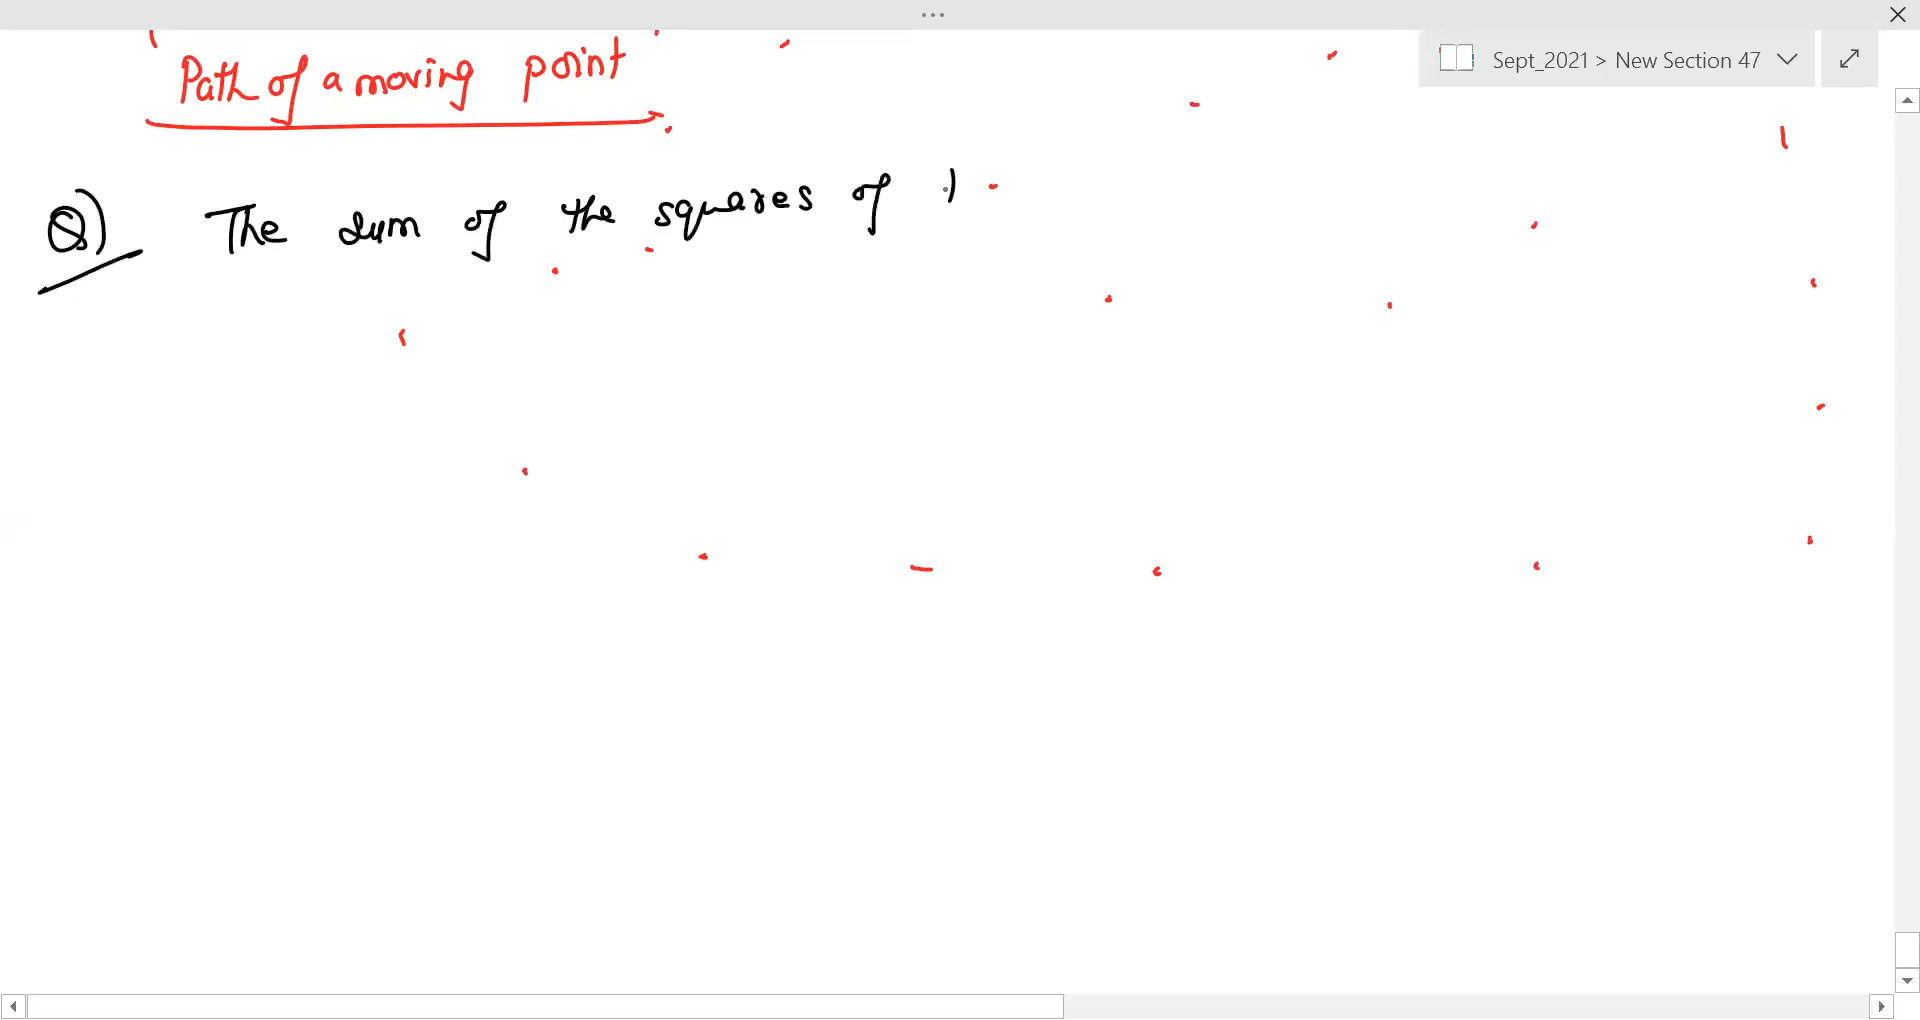 Sept_2021 > New Section 47
Path of a moving point
Q) The sum of the squares of